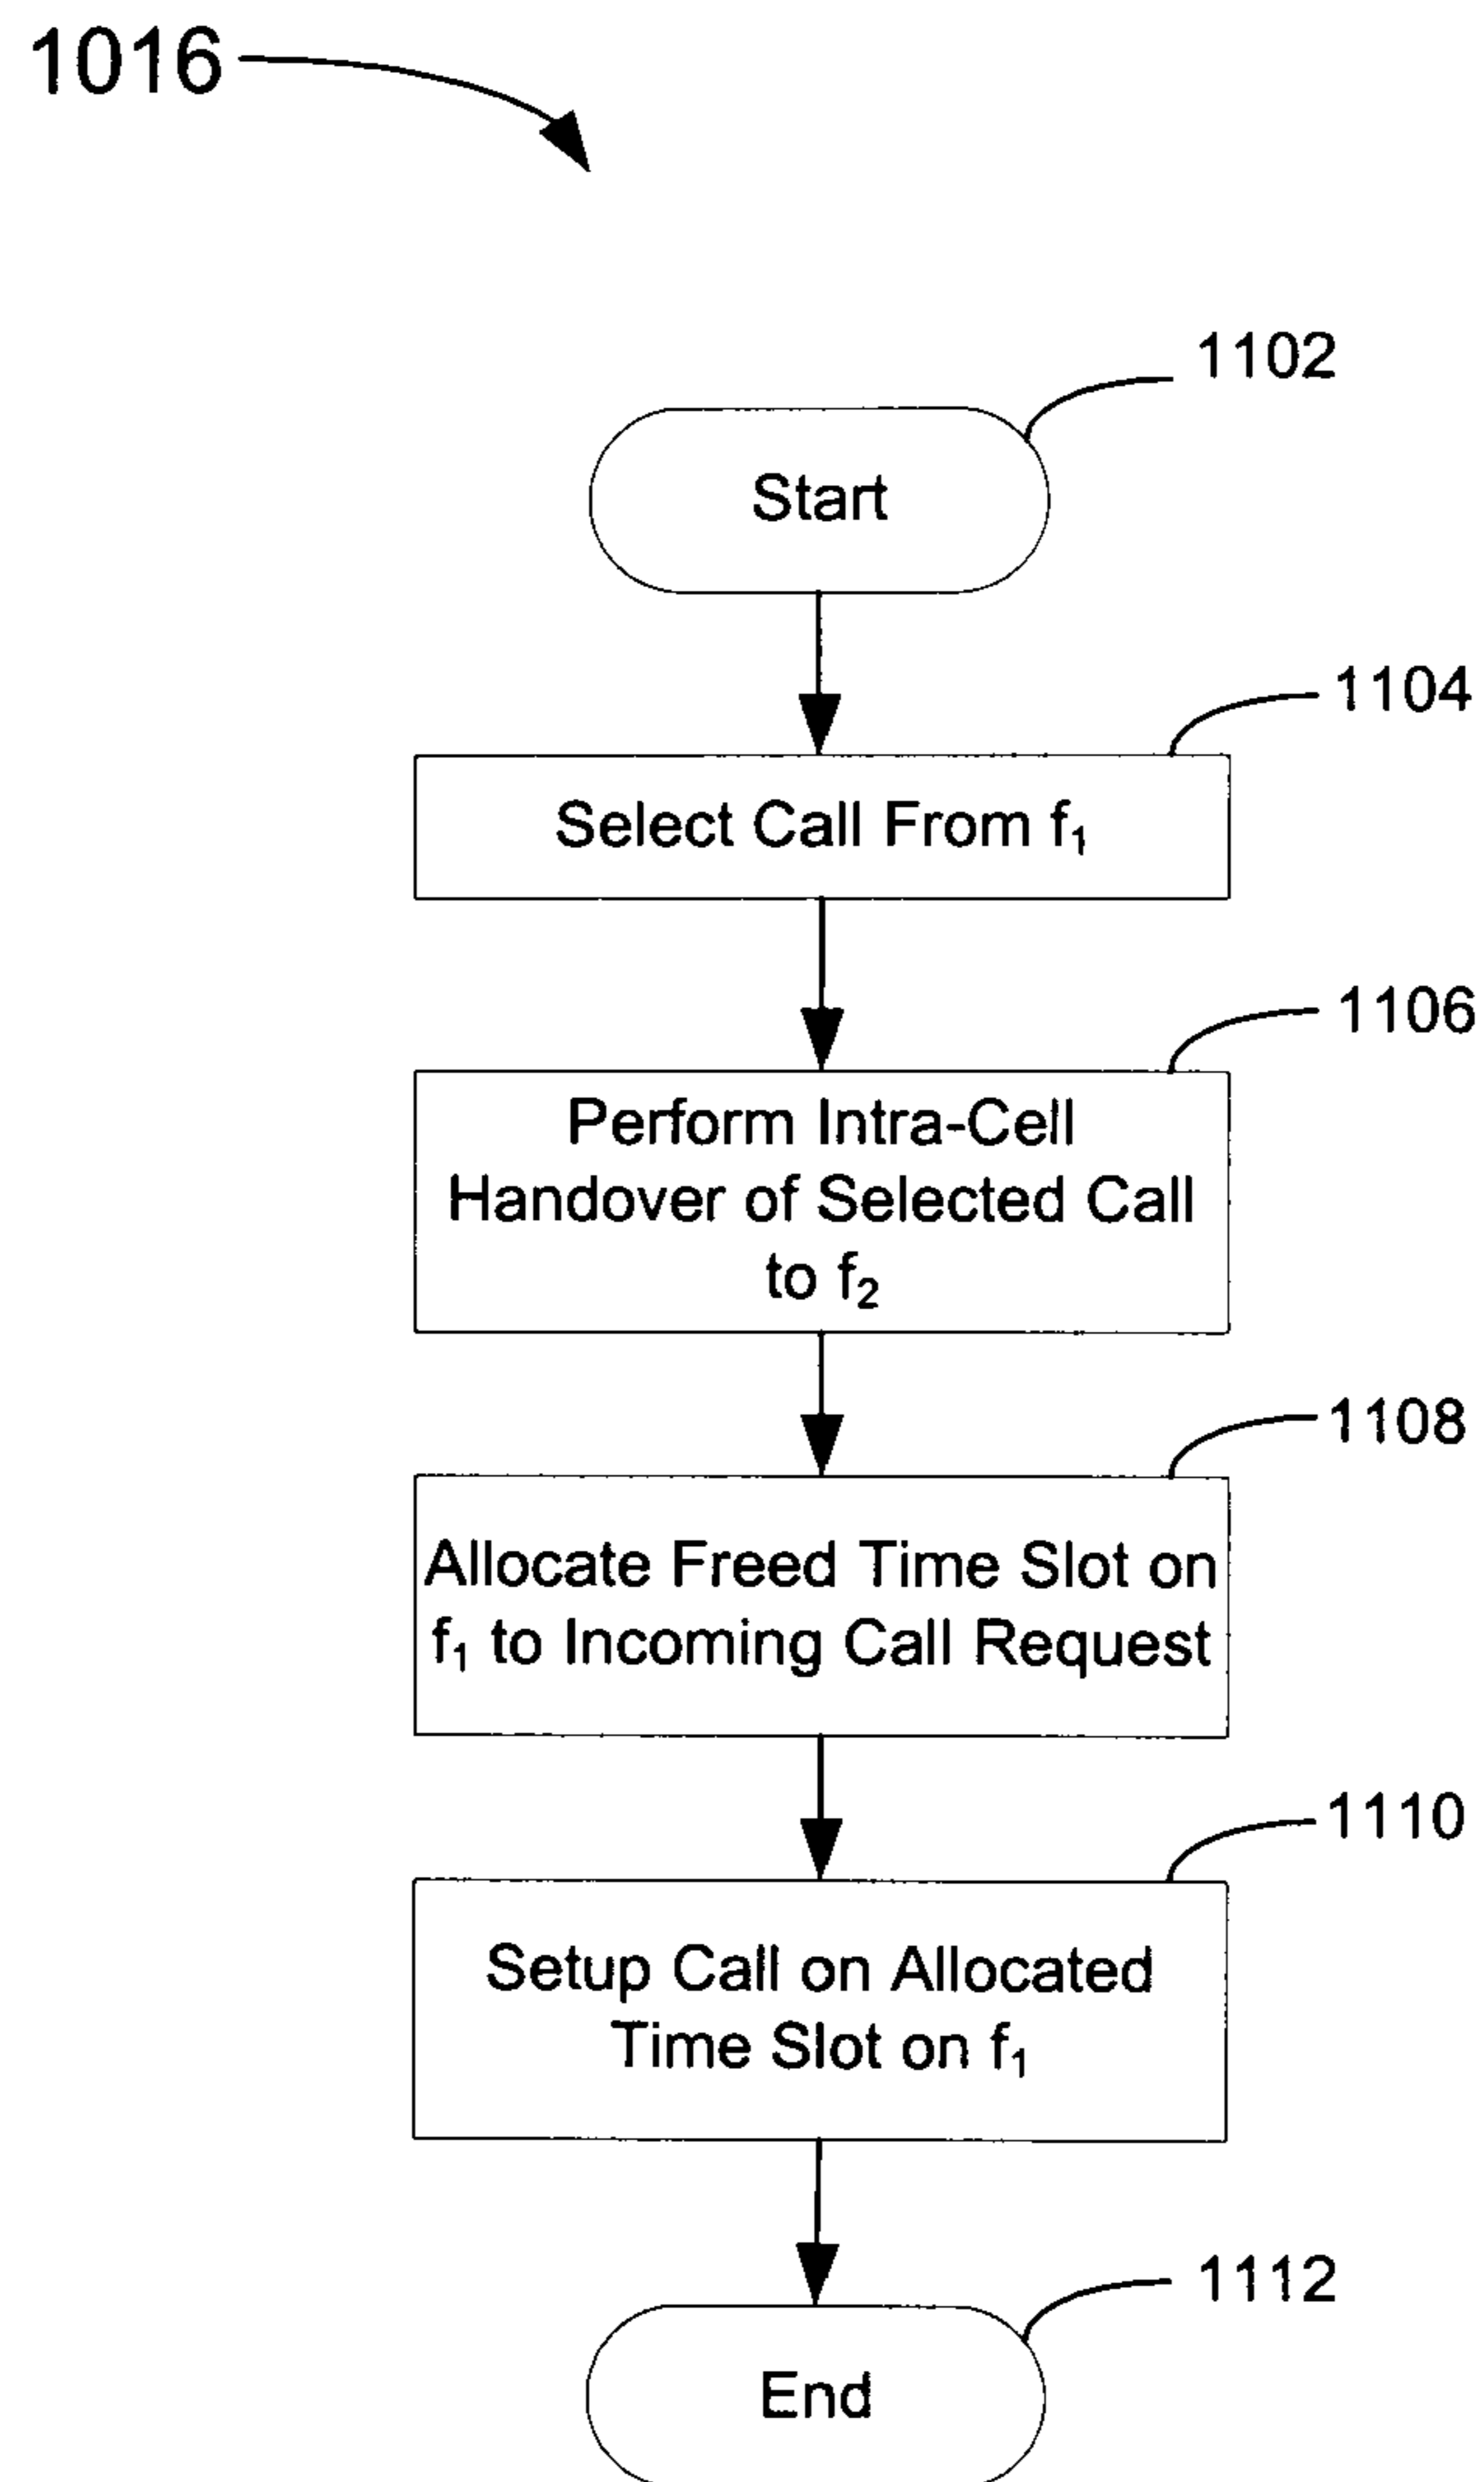 1016
1102
Start
1104
Select Call From f₁
1106
Perform Intra-Cell
Handover of Selected Call
to f₂
1108
Allocate Freed Time Slot on
f₁ to Incoming Call Request
1110
Setup Call on Allocated
Time Slot on f₁
1112
End